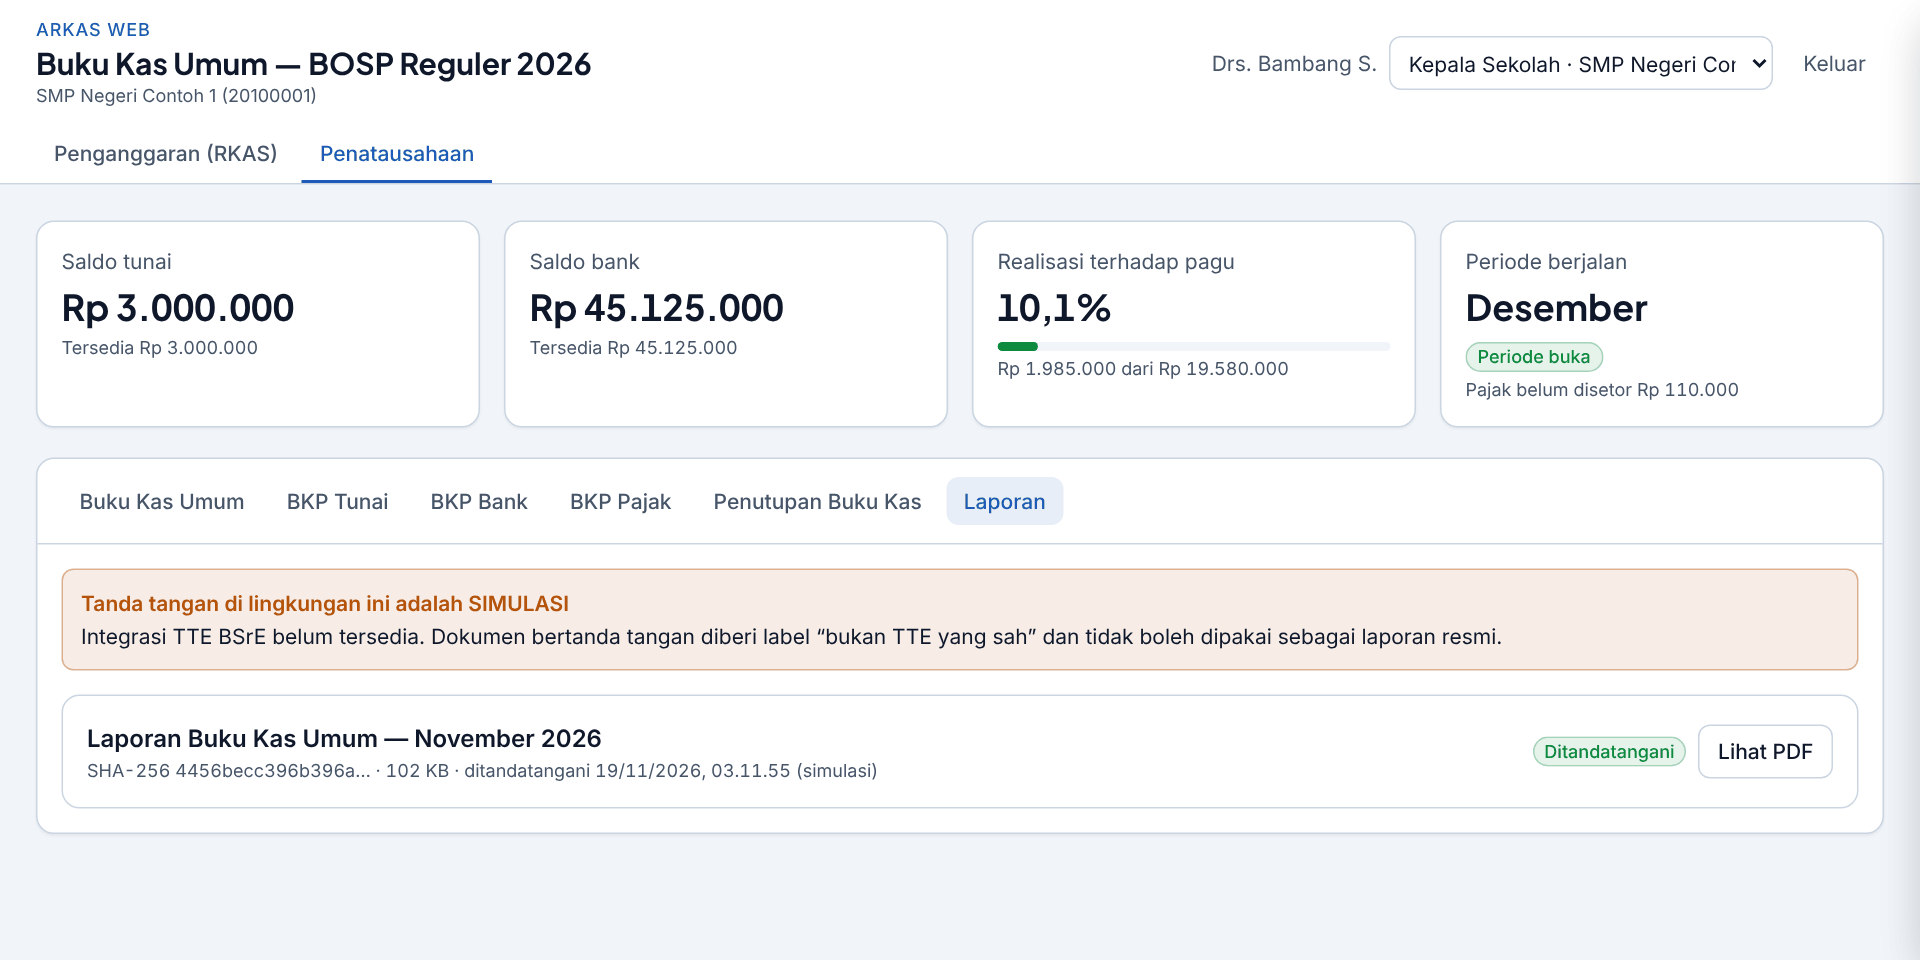 ARKAS WEB
Buku Kas Umum — BOSP Reguler 2026
SMP Negeri Contoh 1 (20100001)
Drs. Bambang S.
Kepala Sekolah · SMP Negeri Cor
Keluar
Penganggaran (RKAS)
Penatausahaan
Saldo tunai
Rp 3.000.000
Tersedia Rp 3.000.000
Saldo bank
Rp 45.125.000
Tersedia Rp 45.125.000
Realisasi terhadap pagu
10,1%
Rp 1.985.000 dari Rp 19.580.000
Periode berjalan
Desember
Periode buka
Pajak belum disetor Rp 110.000
Buku Kas Umum
BKP Tunai
BKP Bank
BKP Pajak
Penutupan Buku Kas
Laporan
Tanda tangan di lingkungan ini adalah SIMULASI
Integrasi TTE BSrE belum tersedia. Dokumen bertanda tangan diberi label “bukan TTE yang sah” dan tidak boleh dipakai sebagai laporan resmi.
Laporan Buku Kas Umum — November 2026
SHA-256 4456becc396b396a... · 102 KB · ditandatangani 19/11/2026, 03.11.55 (simulasi)
Ditandatangani
Lihat PDF